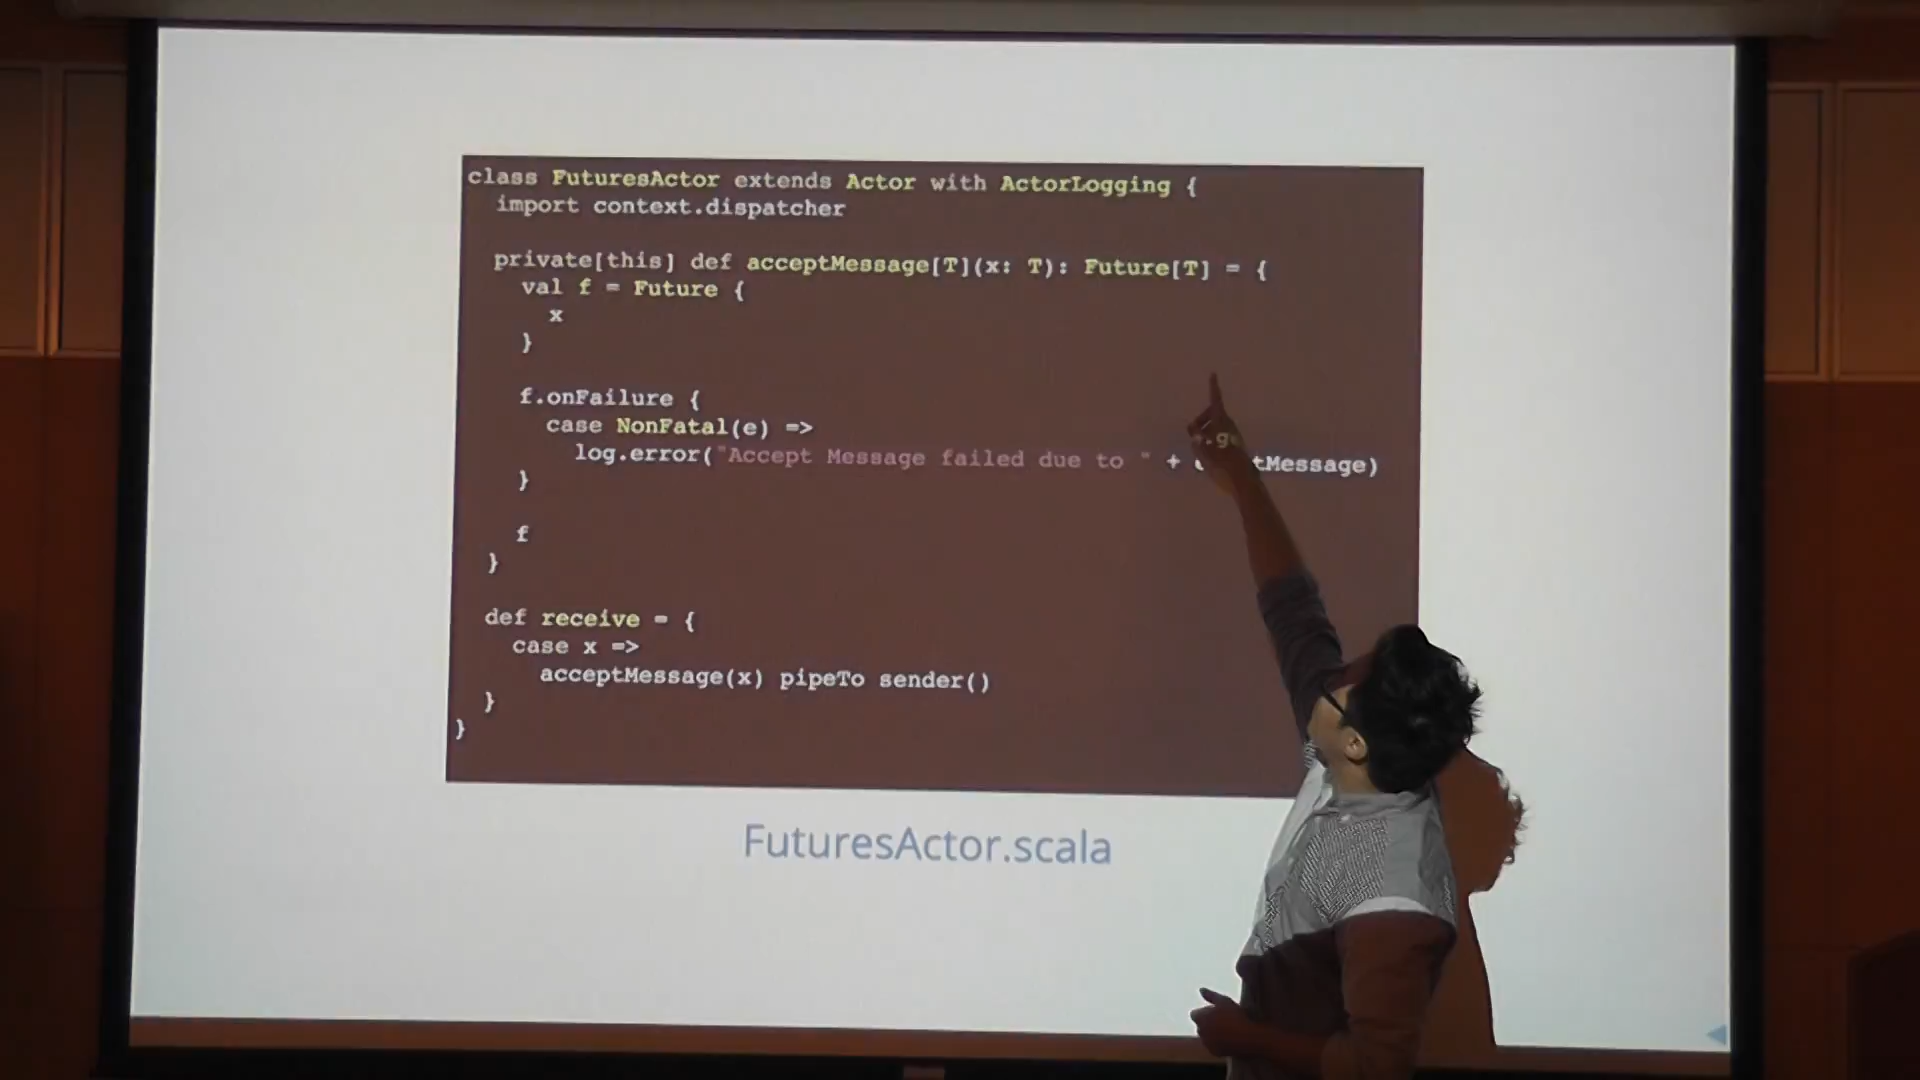 class FuturesActor extends Actor with ActorLogging {
import context.dispatcher
private[this] def acceptMessage[T](x: T): Future[T] = {
val f = Future {
x
}
f.onFailure {
case NonFatal(e) =>
log.error("Accept Message failed due to " + tMessage)
}
f
}
def receive = {
case x =>
acceptMessage(x) pipeTo sender()
}
}
FuturesActor.scala